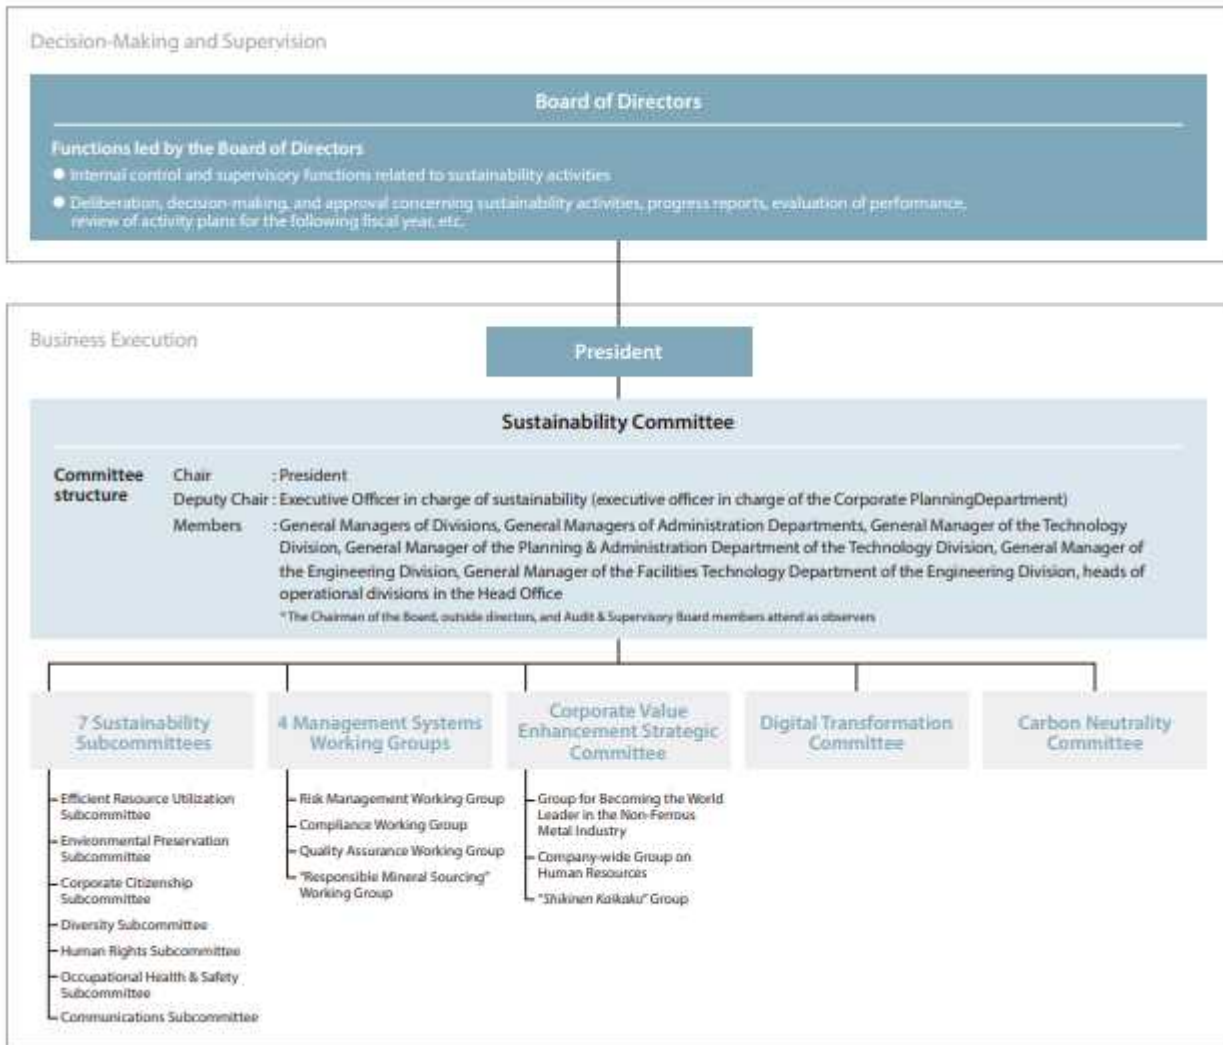 Decision-Making and Supervision
Board of Directors
Functions led by the Board of Directors
● Internal control and supervisory functions related to sustainability activities
● Deliberation, decision-making, and approval concerning sustainability activities, progress reports, evaluation of performance,
review of activity plans for the following fiscal year, etc.
Business Execution
President
Sustainability Committee
Committee
structure
Chair : President
Deputy Chair : Executive Officer in charge of sustainability (executive officer in charge of the Corporate PlanningDepartment)
Members : General Managers of Divisions, General Managers of Administration Departments, General Manager of the Technology
Division, General Manager of the Planning & Administration Department of the Technology Division, General Manager of
the Engineering Division, General Manager of the Facilities Technology Department of the Engineering Division, heads of
operational divisions in the Head Office
* The Chairman of the Board, outside directors, and Audit & Supervisory Board members attend as observers
7 Sustainability
Subcommittees
Efficient Resource Utilization
Subcommittee
Environmental Preservation
Subcommittee
Corporate Citizenship
Subcommittee
Diversity Subcommittee
Human Rights Subcommittee
Occupational Health & Safety
Subcommittee
Communications Subcommittee
4 Management Systems
Working Groups
Risk Management Working Group
Compliance Working Group
Quality Assurance Working Group
"Responsible Mineral Sourcing"
Working Group
Corporate Value
Enhancement Strategic
Committee
Group for Becoming the World
Leader in the Non-Ferrous
Metal Industry
Company-wide Group on
Human Resources
"Shikinen Kaikaku" Group
Digital Transformation
Committee
Carbon Neutrality
Committee